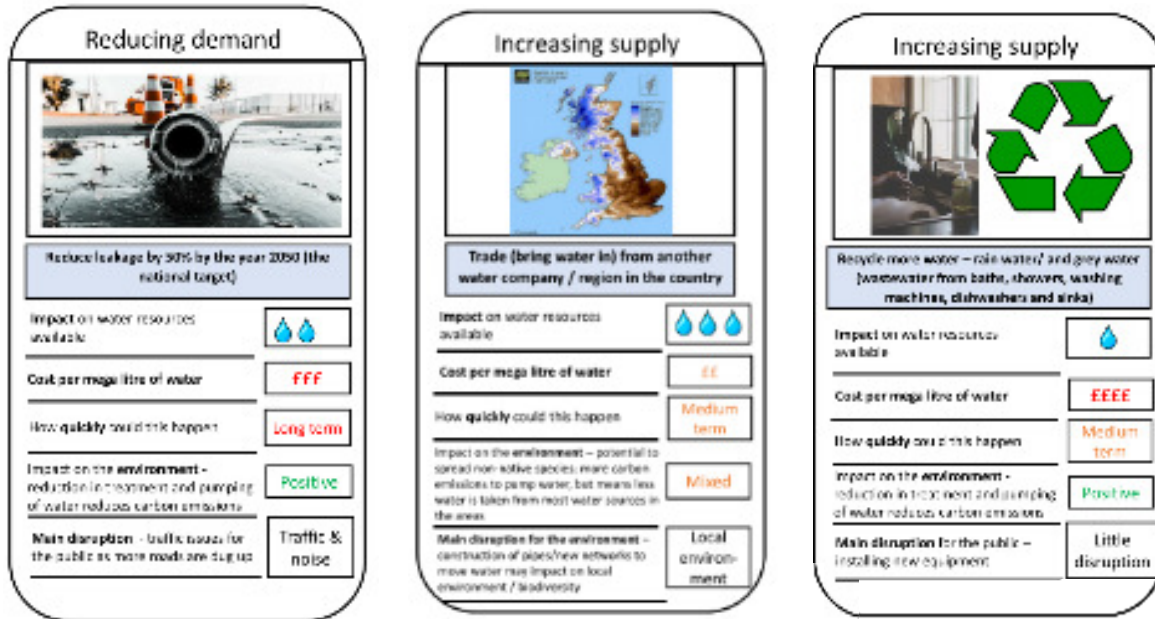 Reducing demand
Reduce leakage by 50% by the year 2050 (the
national target)
Impact on water resources
available
Cost per mega litre of water
£££
How quickly could this happen
Long term
Impact on the environment -
reduction in treatment and pumping
of water reduces carbon emissions
Positive
Main disruption - traffic issues for
the public as more roads are dug up
Traffic &
noise
Increasing supply
Trade (bring water in) from another
water company / region in the country
Impact on water resources
available
Cost per mega litre of water
££
How quickly could this happen
Medium
term
Impact on the environment – potential to
spread non-native species, more carbon
emissions to pump water, but means less
water is taken from most water sources in
the areas
Mixed
Main disruption for the environment –
construction of pipes/new networks to
move water may impact on local
environment / biodiversity
Local
environ-
ment
Increasing supply
Recycle more water – rain water/ and grey water
(wastewater from baths, showers, washing
machines, dishwashers and sinks)
Impact on water resources
available
Cost per mega litre of water
££££
How quickly could this happen
Medium
term
Impact on the environment -
reduction in treatment and pumping
of water reduces carbon emissions
Positive
Main disruption for the public –
installing new equipment
Little
disruption